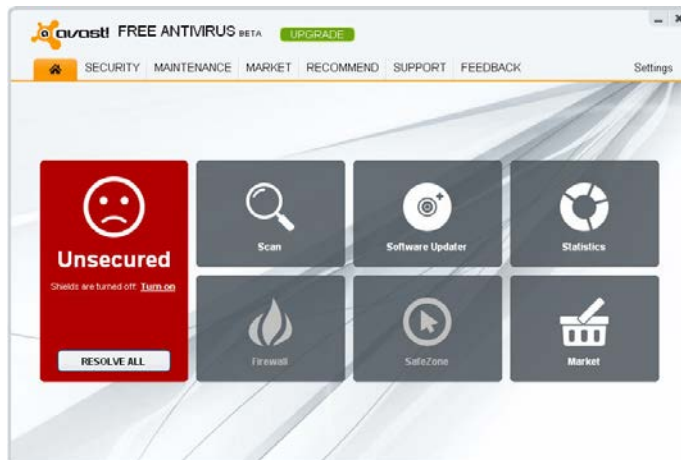 avast! FREE ANTIVIRUS BETA UPGRADE
SECURITY MAINTENANCE MARKET RECOMMEND SUPPORT FEEDBACK Settings
Unsecured
Shields are turned off: Turn on
RESOLVE ALL
Scan
Software Updater
Statistics
Firewall
SafeZone
Market